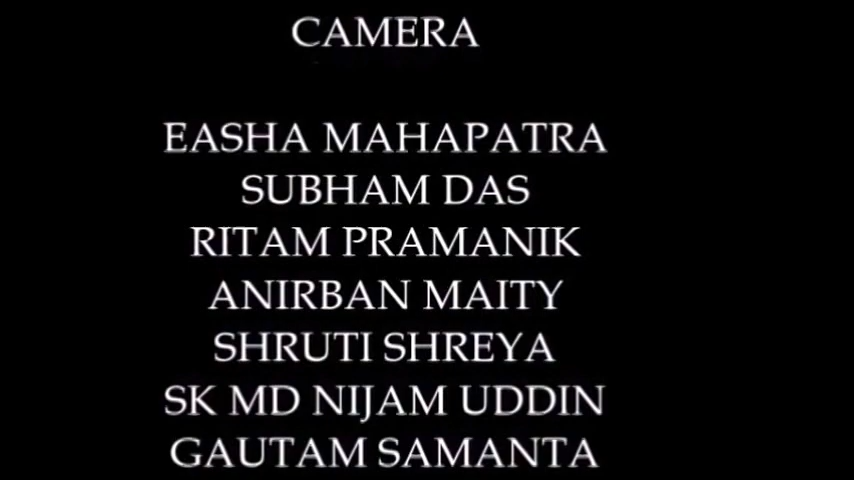 CAMERA
EASHA MAHAPATRA
SUBHAM DAS
RITAM PRAMANIK
ANIRBAN MAITY
SHRUTI SHREYA
SK MD NIJAM UDDIN
GAUTAM SAMANTA